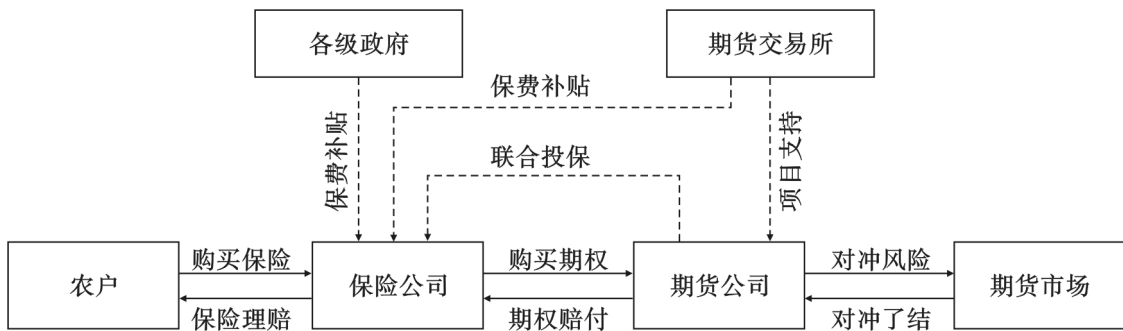 各级政府
期货交易所
保费补贴
保费补贴
联合投保
项目支持
农户
购买保险
保险理赔
保险公司
购买期权
期权赔付
期货公司
对冲风险
对冲了结
期货市场